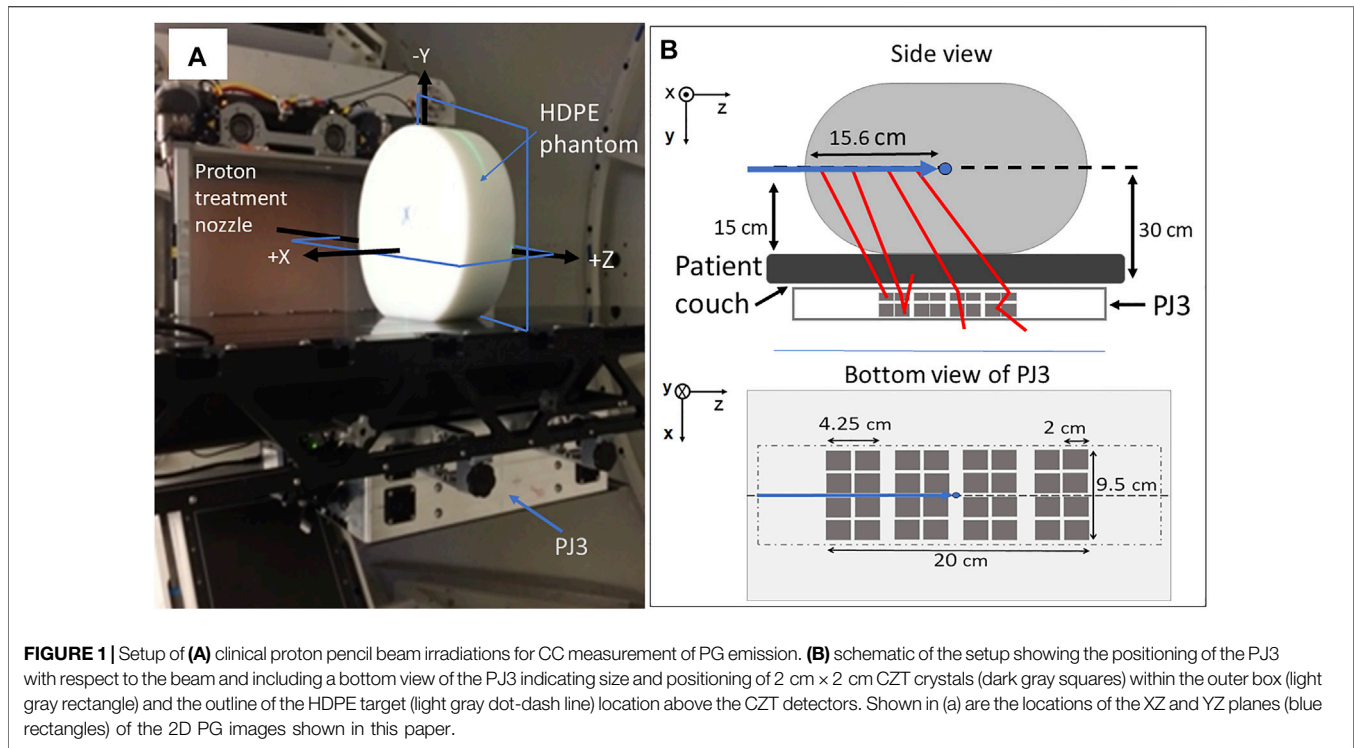 A
-Y
HDPE
phantom
Proton
treatment
nozzle
+X
+Z
PJ3
B
Side view
x
z
y
15.6 cm
15 cm
30 cm
Patient
couch
PJ3
Bottom view of PJ3
y
z
x
4.25 cm
2 cm
9.5 cm
20 cm
FIGURE 1 | Setup of (A) clinical proton pencil beam irradiations for CC measurement of PG emission. (B) schematic of the setup showing the positioning of the PJ3
with respect to the beam and including a bottom view of the PJ3 indicating size and positioning of 2 cm × 2 cm CZT crystals (dark gray squares) within the outer box (light
gray rectangle) and the outline of the HDPE target (light gray dot-dash line) location above the CZT detectors. Shown in (a) are the locations of the XZ and YZ planes (blue
rectangles) of the 2D PG images shown in this paper.